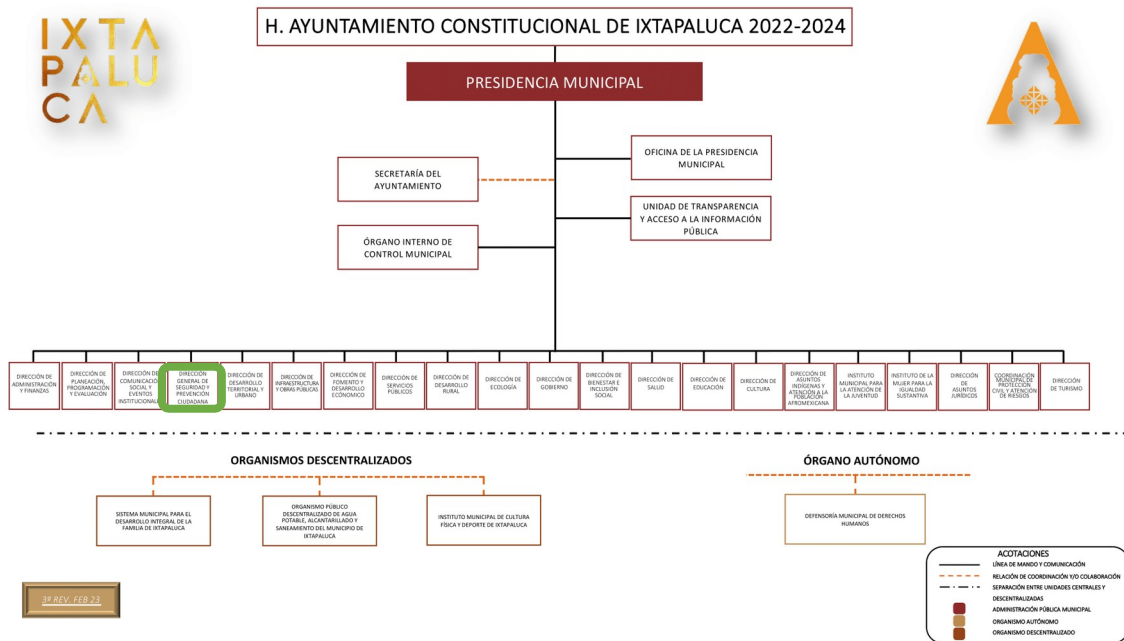 IXTA
PALU
CA
H. AYUNTAMIENTO CONSTITUCIONAL DE IXTAPALUCA 2022-2024
PRESIDENCIA MUNICIPAL
OFICINA DE LA PRESIDENCIA
MUNICIPAL
SECRETARÍA DEL
AYUNTAMIENTO
UNIDAD DE TRANSPARENCIA
Y ACCESO A LA INFORMACIÓN
PÚBLICA
ÓRGANO INTERNO DE
CONTROL MUNICIPAL
DIRECCIÓN DE
ADMINISTRACIÓN
Y FINANZAS
DIRECCIÓN DE
PLANEACIÓN,
PROGRAMACIÓN
Y EVALUACIÓN
DIRECCIÓN DE
COMUNICACIÓN
SOCIAL Y
EVENTOS
INSTITUCIONAL
DIRECCIÓN
GENERAL DE
SEGURIDAD Y
PREVENCIÓN
CIUDADANA
DIRECCIÓN DE
DESARROLLO
TERRITORIAL Y
URBANO
DIRECCIÓN DE
INFRAESTRUCTURA
Y OBRAS PÚBLICAS
DIRECCIÓN DE
FOMENTO Y
DESARROLLO
ECONÓMICO
DIRECCIÓN DE
SERVICIOS
PÚBLICOS
DIRECCIÓN DE
DESARROLLO
RURAL
DIRECCIÓN DE
ECOLOGÍA
DIRECCIÓN DE
GOBIERNO
DIRECCIÓN DE
BIENESTAR E
INCLUSIÓN
SOCIAL
DIRECCIÓN DE
SALUD
DIRECCIÓN DE
EDUCACIÓN
DIRECCIÓN DE
CULTURA
DIRECCIÓN DE
ASUNTOS
INDÍGENAS Y
ATENCIÓN A LA
POBLACIÓN
AFROMEXICANA
INSTITUTO
MUNICIPAL PARA
LA ATENCIÓN DE
LA JUVENTUD
INSTITUTO DE LA
MUJER PARA LA
IGUALDAD
SUSTANTIVA
DIRECCIÓN
DE
ASUNTOS
JURÍDICOS
COORDINACIÓN
MUNICIPAL DE
PROTECCIÓN
CIVIL Y ATENCIÓN
DE RIESGOS
DIRECCIÓN
DE TURISMO
ORGANISMOS DESCENTRALIZADOS
ÓRGANO AUTÓNOMO
SISTEMA MUNICIPAL PARA EL
DESARROLLO INTEGRAL DE LA
FAMILIA DE IXTAPALUCA
ORGANISMO PÚBLICO
DESCENTRALIZADO DE AGUA
POTABLE, ALCANTARILLADO Y
SANEAMIENTO DEL MUNICIPIO DE
IXTAPALUCA
INSTITUTO MUNICIPAL DE CULTURA
FÍSICA Y DEPORTE DE IXTAPALUCA
DEFENSORÍA MUNICIPAL DE DERECHOS
HUMANOS
ACOTACIONES
LÍNEA DE MANDO Y COMUNICACIÓN
RELACIÓN DE COORDINACIÓN Y/O COLABORACIÓN
SEPARACIÓN ENTRE UNIDADES CENTRALES Y
DESCENTRALIZADAS
ADMINISTRACIÓN PÚBLICA MUNICIPAL
ORGANISMO AUTÓNOMO
ORGANISMO DESCENTRALIZADO
3ª REV. FEB 23